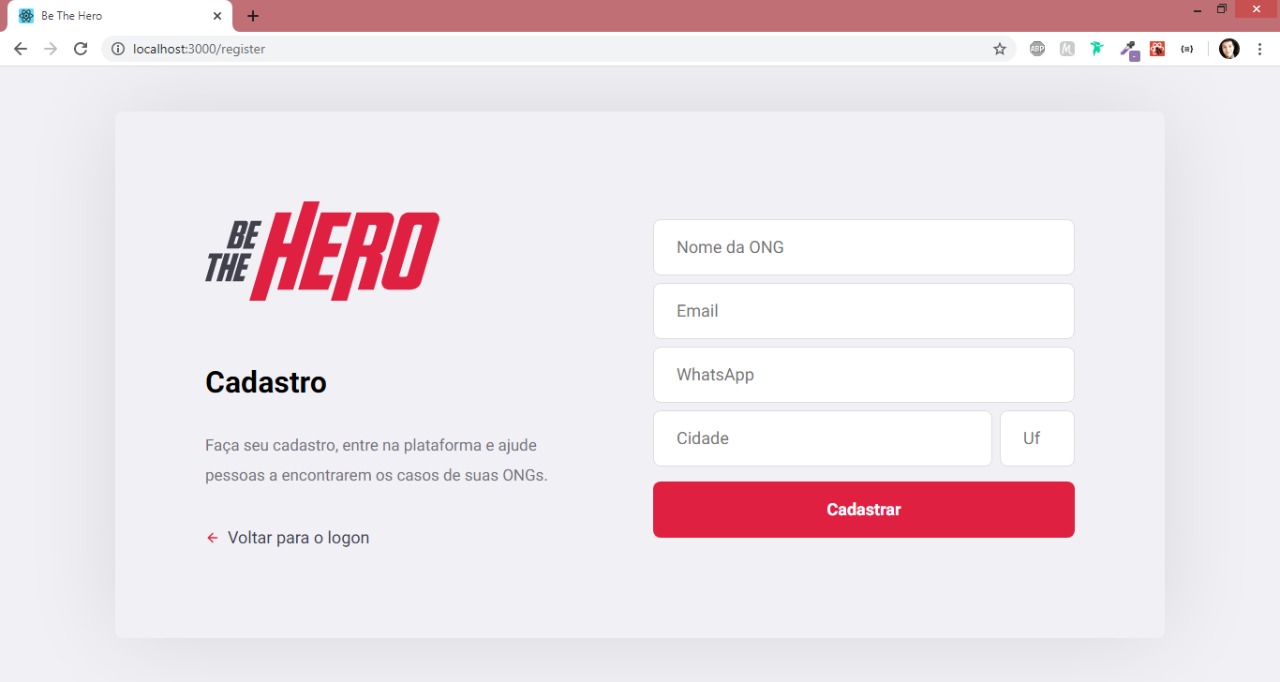 Be The Hero
localhost:3000/register
ABP
BE
THE
HERO
Cadastro
Faça seu cadastro, entre na plataforma e ajude
pessoas a encontrarem os casos de suas ONGs.
Voltar para o logon
Nome da ONG
Email
WhatsApp
Cidade
Uf
Cadastrar